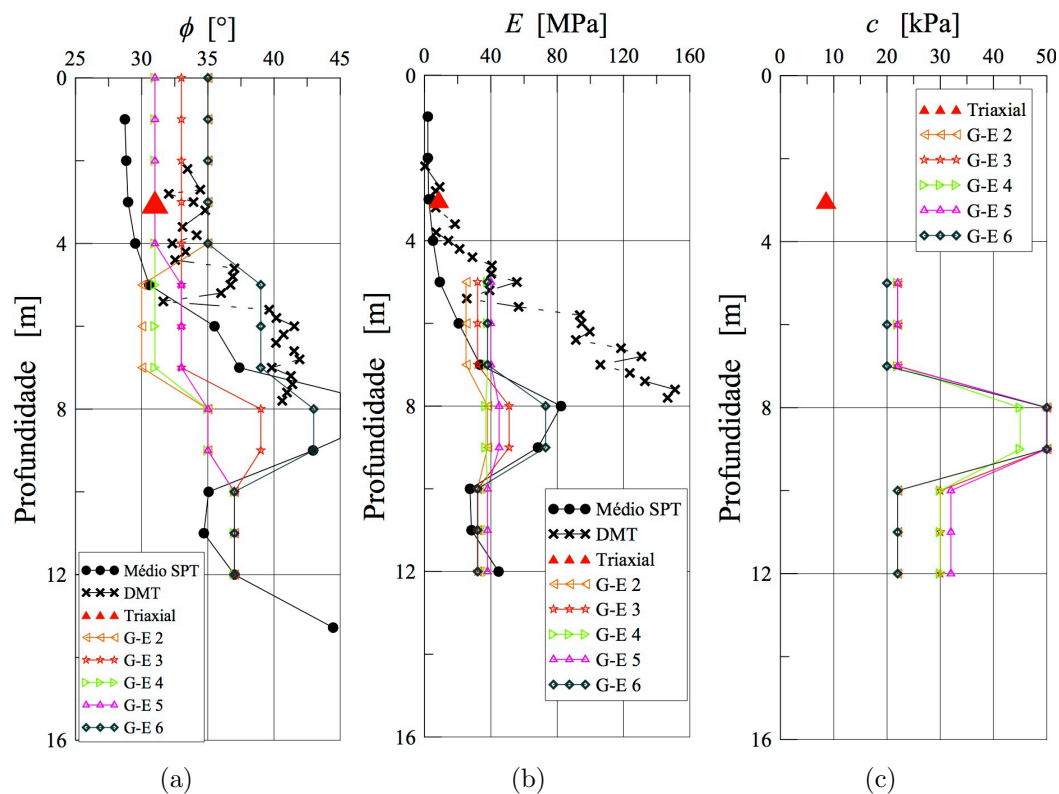 ϕ [°]
25 30 35 40 45
0
4
8
12
16
Profundidade [m]
Médio SPT
DMT
Triaxial
G-E 2
G-E 3
G-E 4
G-E 5
G-E 6
(a)
E [MPa]
0 40 80 120 160
0
4
8
12
16
Profundidade [m]
Médio SPT
DMT
Triaxial
G-E 2
G-E 3
G-E 4
G-E 5
G-E 6
(b)
c [kPa]
0 10 20 30 40 50
0
4
8
12
16
Profundidade [m]
Triaxial
G-E 2
G-E 3
G-E 4
G-E 5
G-E 6
(c)